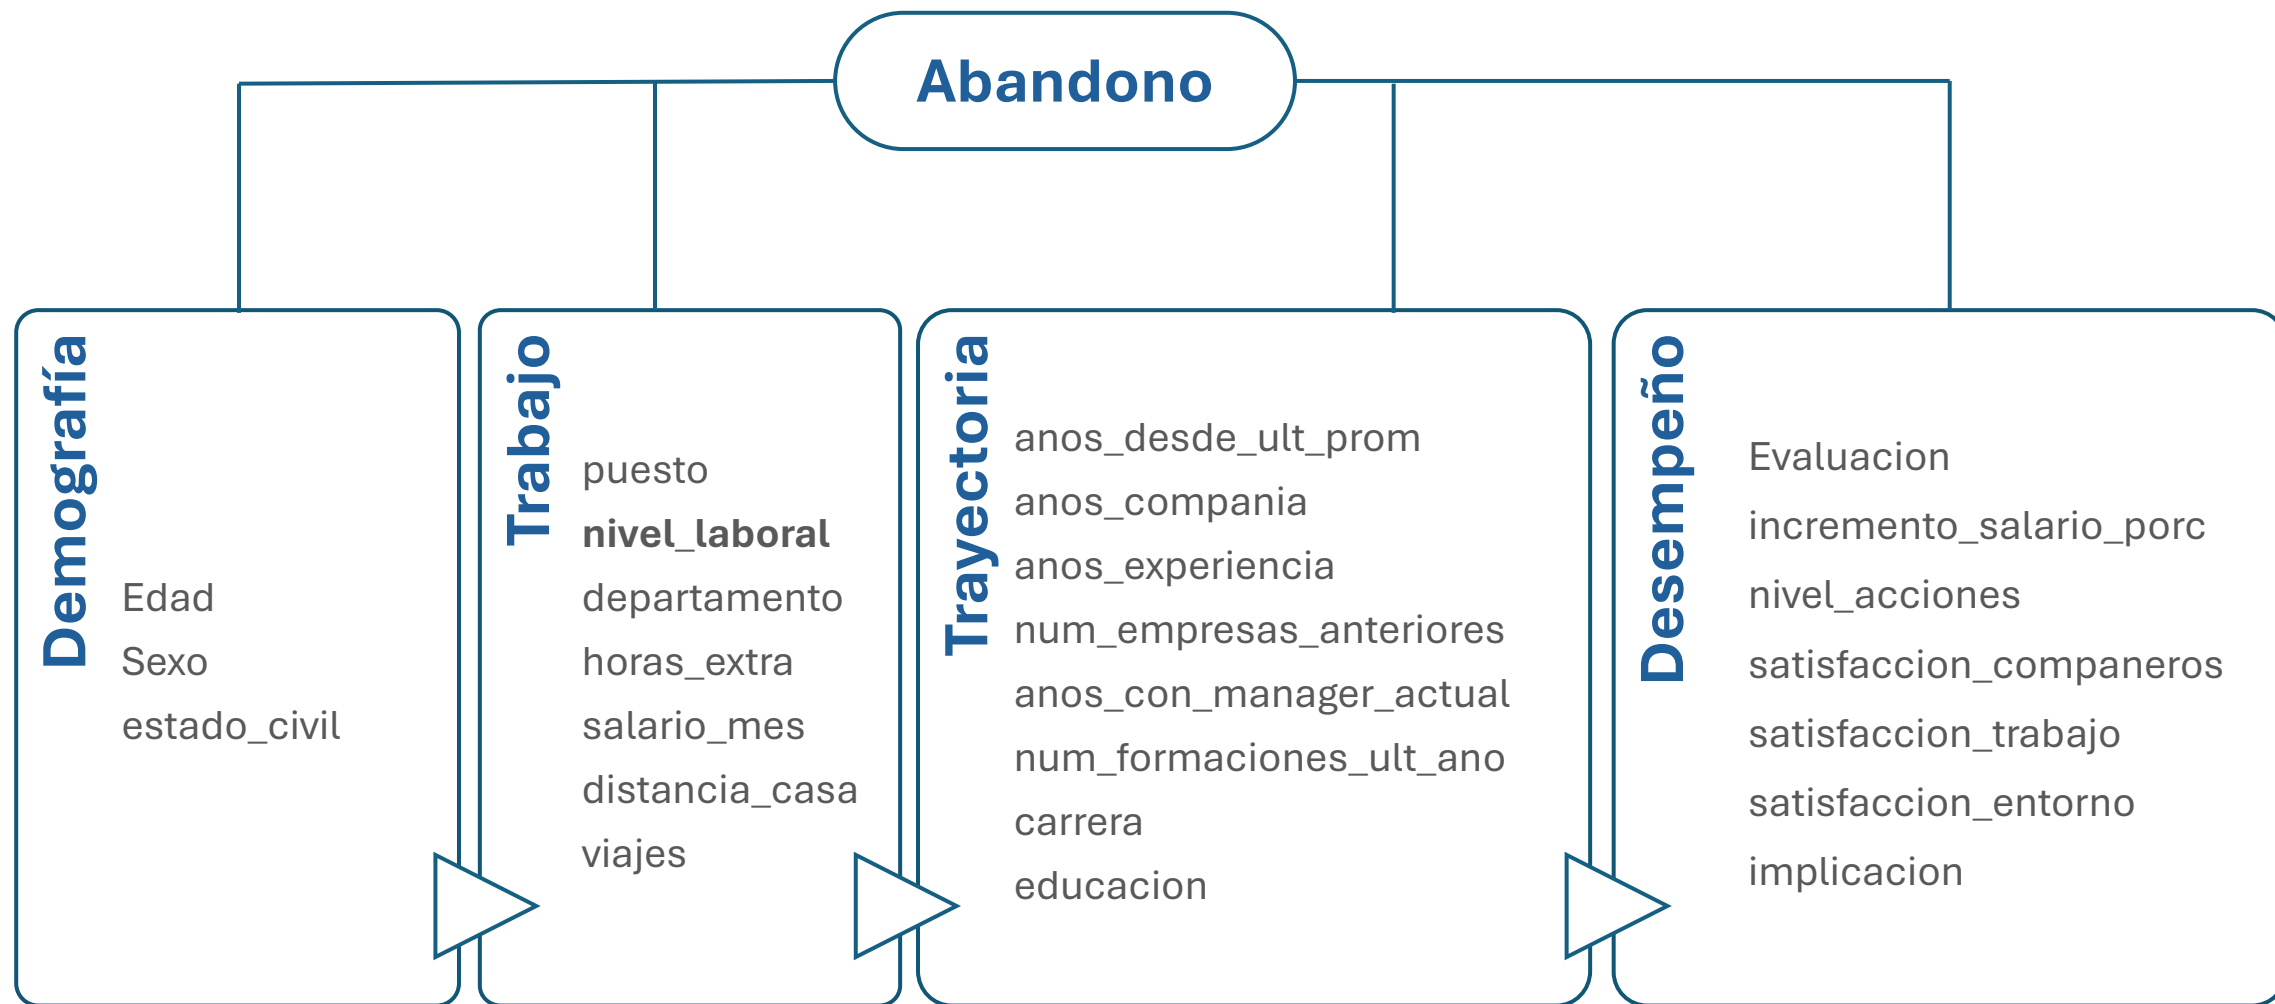 Abandono
Demografía
Edad
Sexo
estado_civil
Trabajo
puesto
nivel_laboral
departamento
horas_extra
salario_mes
distancia_casa
viajes
Trayectoria
anos_desde_ult_prom
anos_compania
anos_experiencia
num_empresas_anteriores
anos_con_manager_actual
num_formaciones_ult_ano
carrera
educacion
Desempeño
Evaluacion
incremento_salario_porc
nivel_acciones
satisfaccion_companeros
satisfaccion_trabajo
satisfaccion_entorno
implicacion